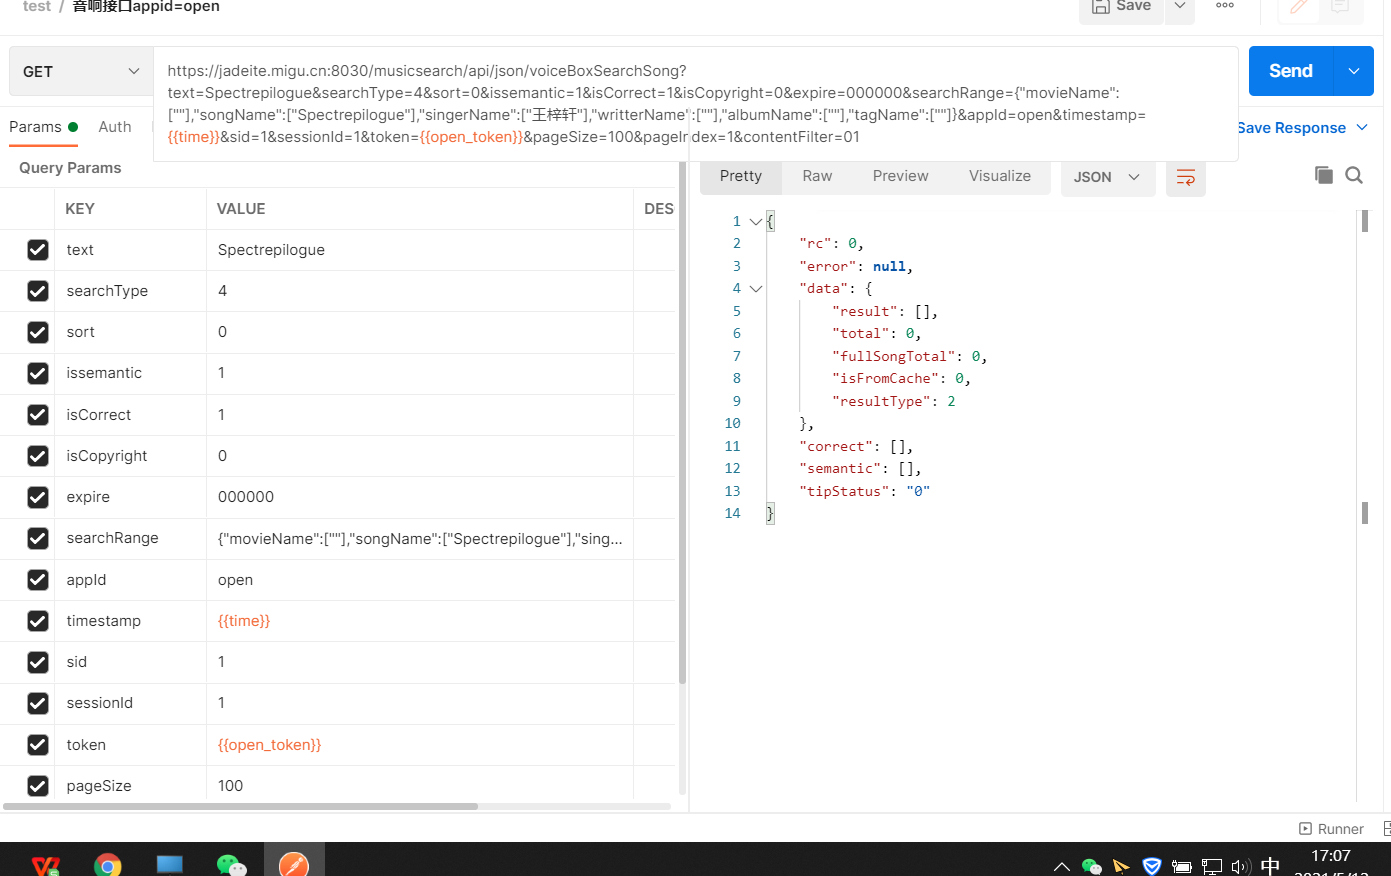 test / 音响接口appid=open
Save
GET
https://jadeite.migu.cn:8030/musicsearch/api/json/voiceBoxSearchSong?
text=Spectrepilogue&searchType=4&sort=0&issemantic=1&isCorrect=1&isCopyright=0&expire=000000&searchRange={"movieName":
[""],"songName":["Spectrepilogue"],"singerName":["王梓轩"],"writterName":[""],"albumName":[""],"tagName":[""]}&appId=open&timestamp=
{{time}}&sid=1&sessionId=1&token={{open_token}}&pageSize=100&pageIndex=1&contentFilter=01
Send
Params Auth
Save Response
Query Params
Pretty Raw Preview Visualize JSON
KEY VALUE DES
text Spectrepilogue
searchType 4
sort 0
issemantic 1
isCorrect 1
isCopyright 0
expire 000000
searchRange {"movieName":[""],"songName":["Spectrepilogue"],"sing...
appId open
timestamp {{time}}
sid 1
sessionId 1
token {{open_token}}
pageSize 100
1 {
2 "rc": 0,
3 "error": null,
4 "data": {
5 "result": [],
6 "total": 0,
7 "fullSongTotal": 0,
8 "isFromCache": 0,
9 "resultType": 2
10 },
11 "correct": [],
12 "semantic": [],
13 "tipStatus": "0"
14 }
Runner
中
17:07
2021/5/13